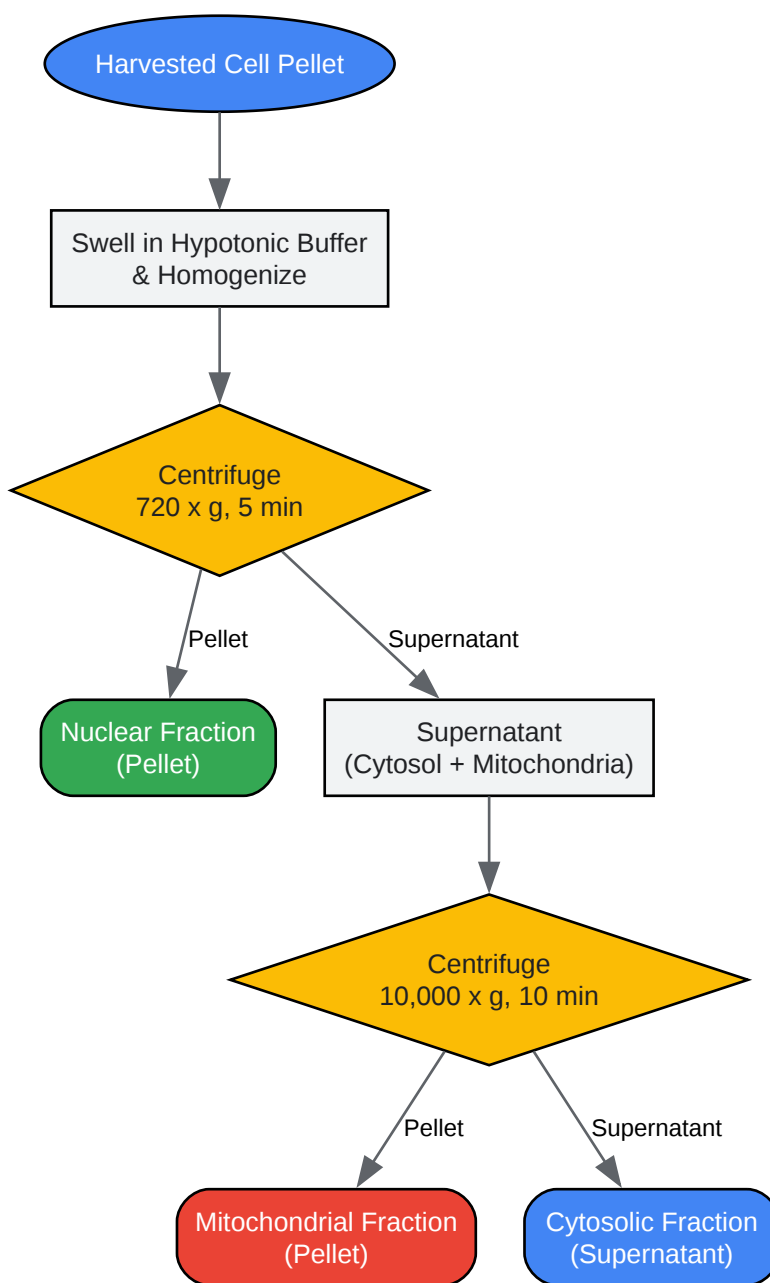 Harvested Cell Pellet
Swell in Hypotonic Buffer
& Homogenize
Centrifuge
720 x g, 5 min
Pellet
Supernatant
Nuclear Fraction
(Pellet)
Supernatant
(Cytosol + Mitochondria)
Centrifuge
10,000 x g, 10 min
Pellet
Supernatant
Mitochondrial Fraction
(Pellet)
Cytosolic Fraction
(Supernatant)